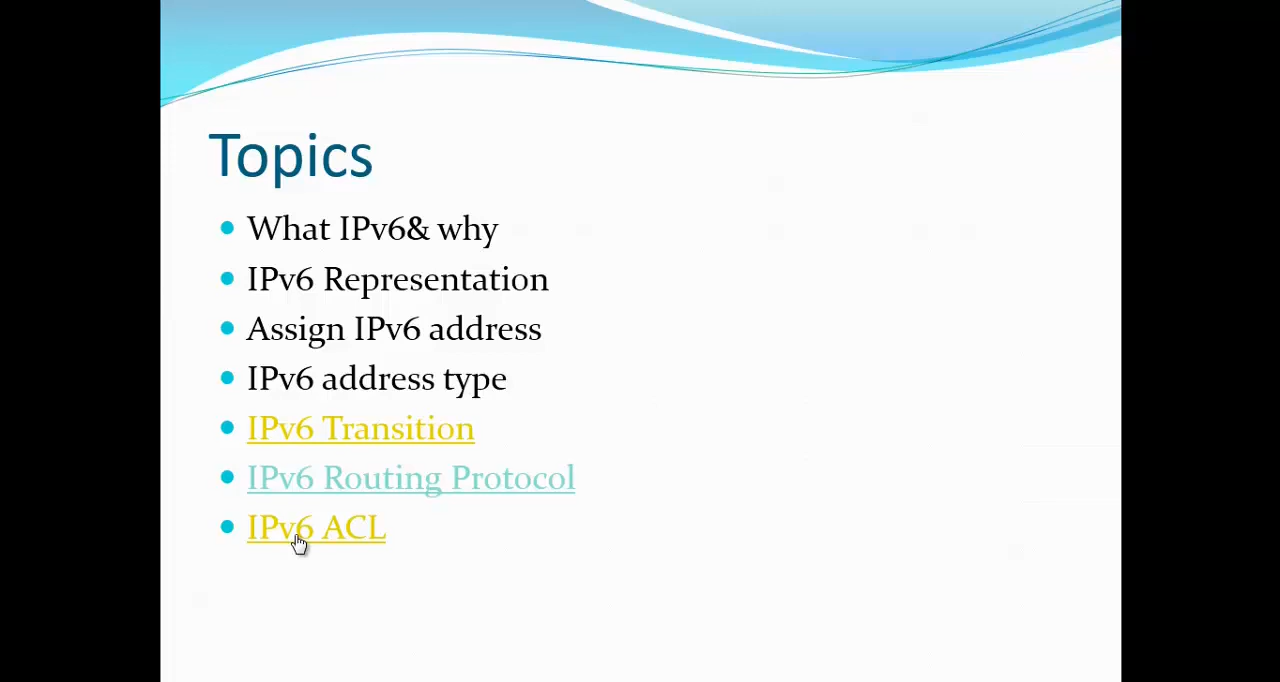 Topics
What IPv6& why
IPv6 Representation
Assign IPv6 address
IPv6 address type
IPv6 Transition
IPv6 Routing Protocol
IPv6 ACL